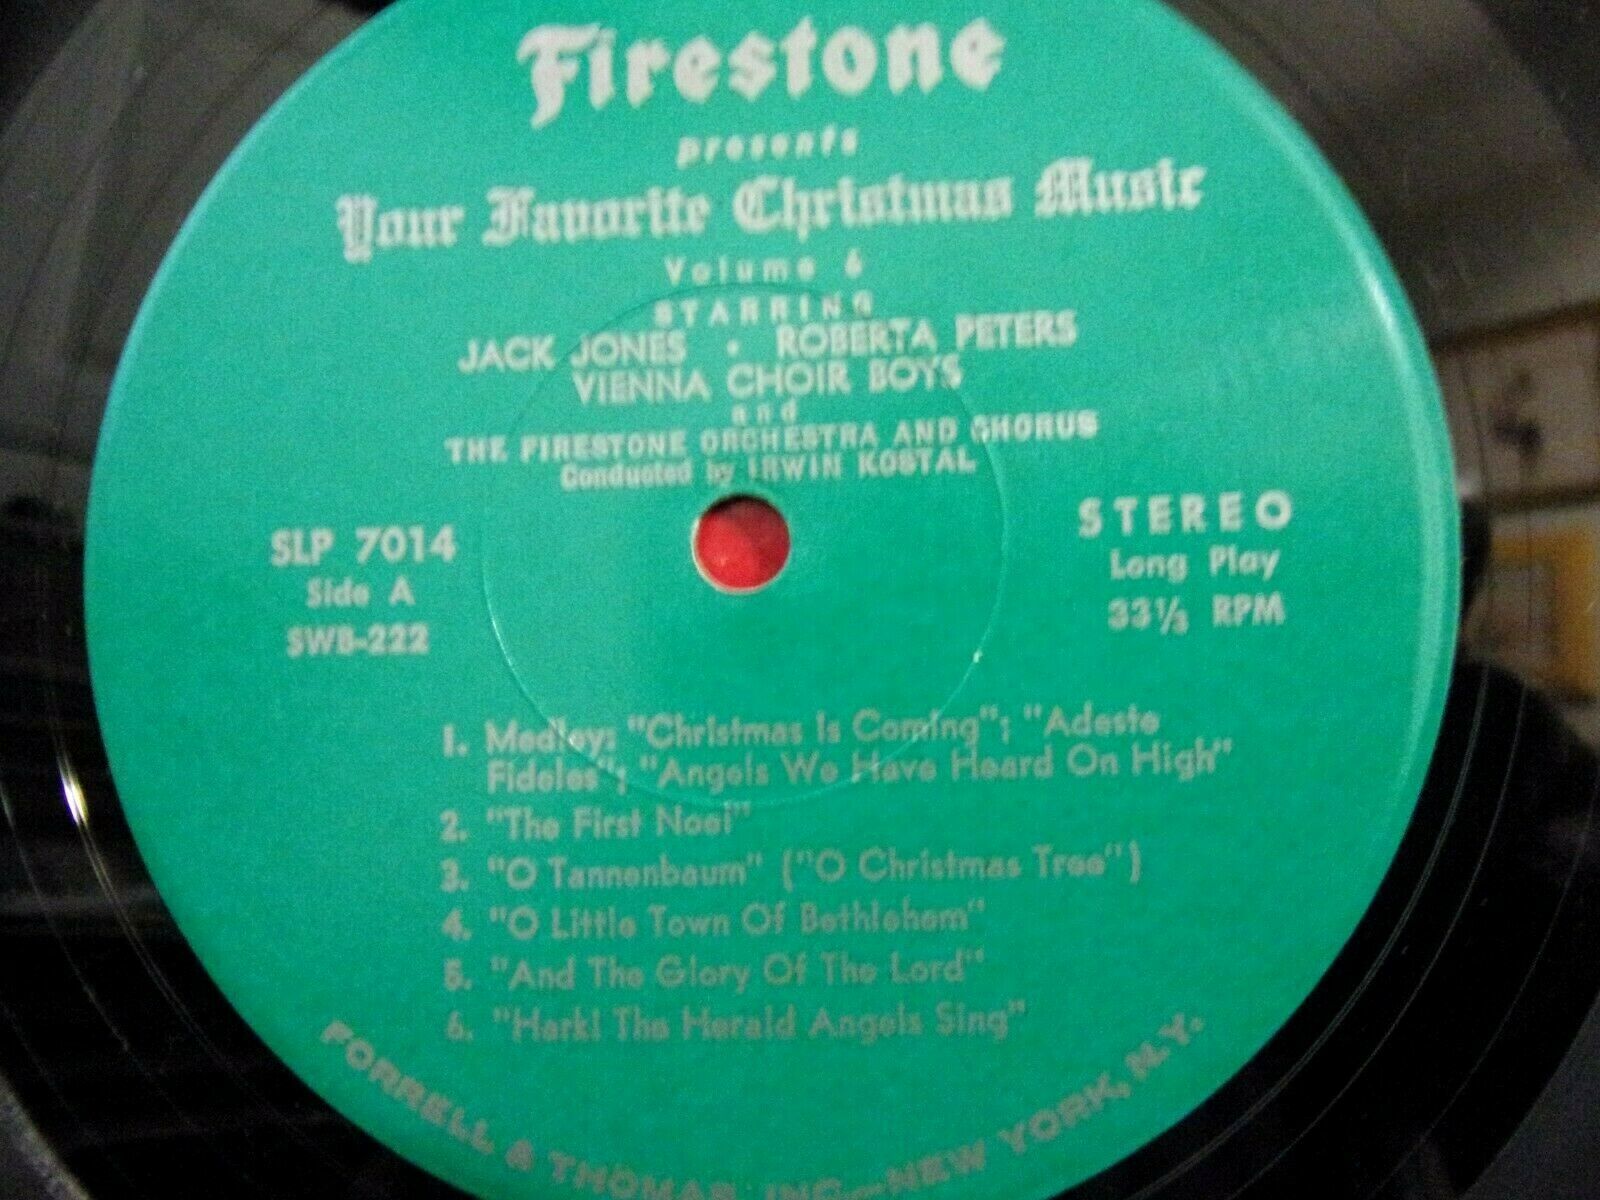 Firestone
presents
Your Favorite Christmas Music
Volume 6
STARRING
JACK JONES • ROBERTA PETERS
VIENNA CHOIR BOYS
and
THE FIRESTONE ORCHESTRA AND CHORUS
Conducted by IRWIN KOSTAL
SLP 7014
Side A
SWB-222
STEREO
Long Play
33⅓ RPM
1. Medley: "Christmas Is Coming"; "Adeste
Fideles"; "Angels We Have Heard On High"
2. "The First Noel"
3. "O Tannenbaum" ("O Christmas Tree")
4. "O Little Town Of Bethlehem"
5. "And The Glory Of The Lord"
6. "Hark! The Herald Angels Sing"
FORRELL & THOMAS, INC.—NEW YORK, N.Y.